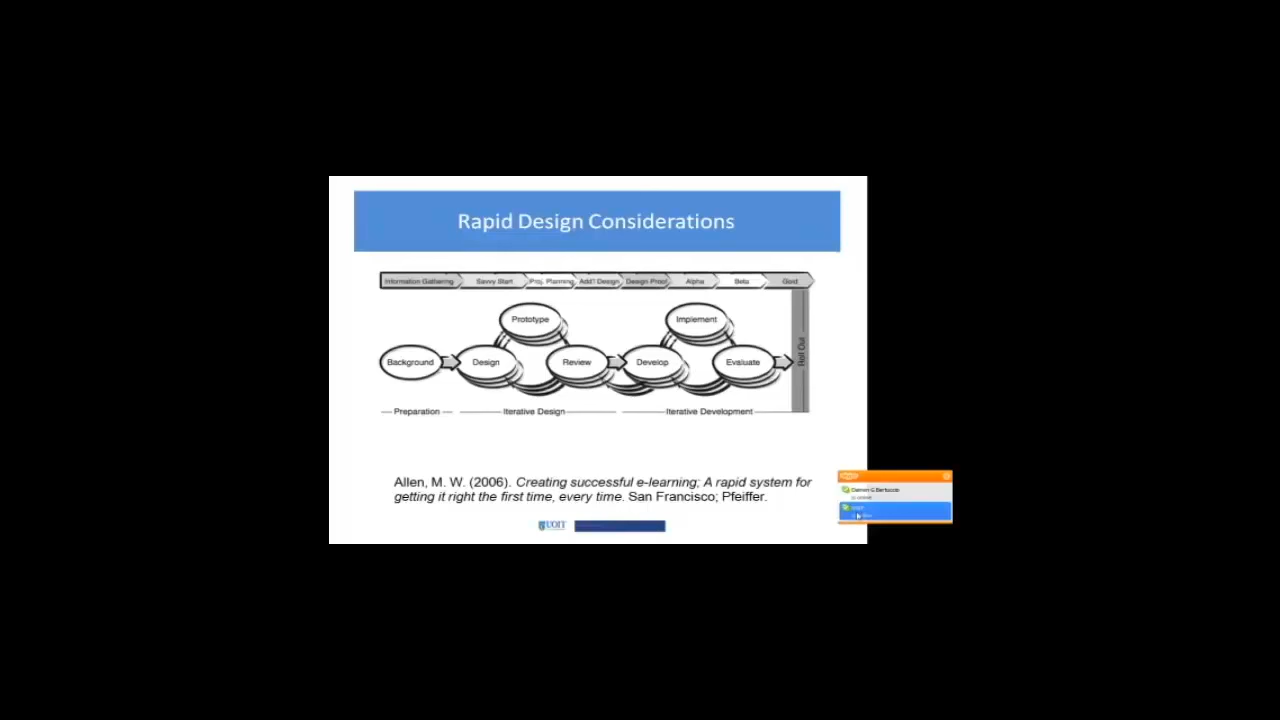 Rapid Design Considerations
Information Gathering Savvy Start Proj. Planning Add'l Design Design Proof Alpha Beta Gold
Prototype Implement
Background Design Review Develop Evaluate
Roll Out
Preparation Iterative Design Iterative Development
Allen, M. W. (2006). Creating successful e-learning; A rapid system for
getting it right the first time, every time. San Francisco; Pfeiffer.
UOIT